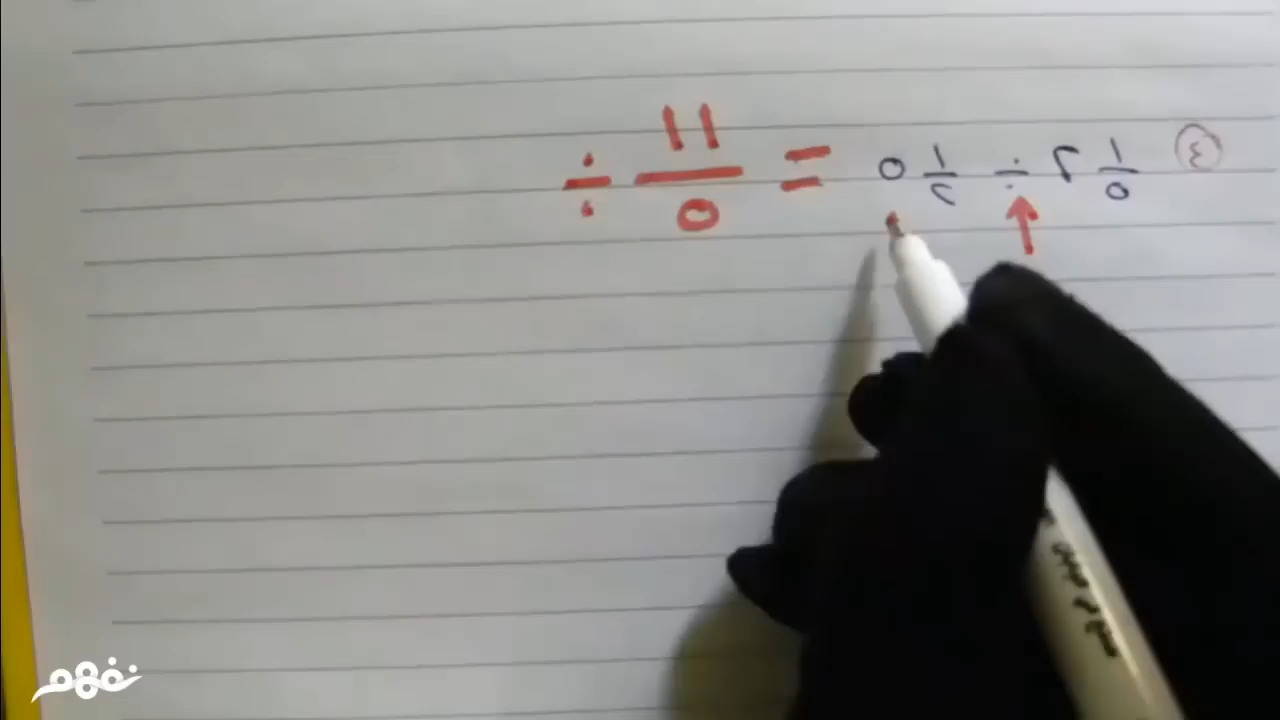 (٤) ١/٥ ٢ ÷ ١/٢ ٥ = ١١/٥ ÷
نفهم